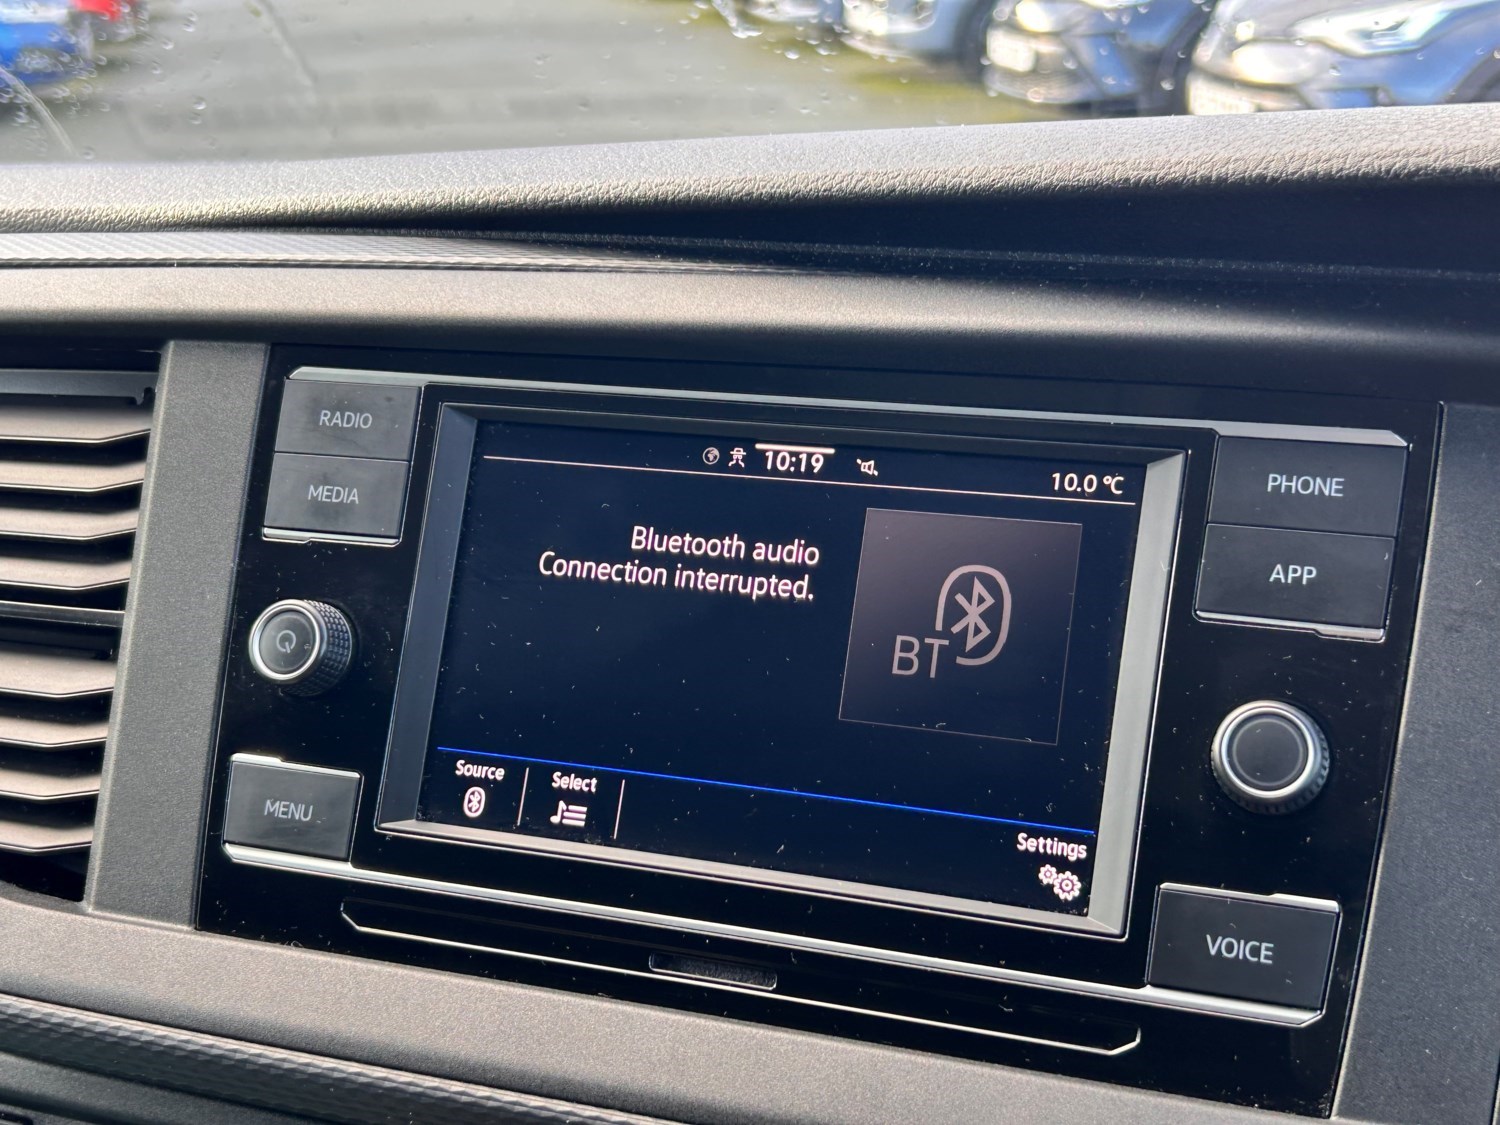 RADIO
MEDIA
MENU
10:19
10.0 °C
Bluetooth audio
Connection interrupted.
BT
Source
Select
Settings
PHONE
APP
VOICE